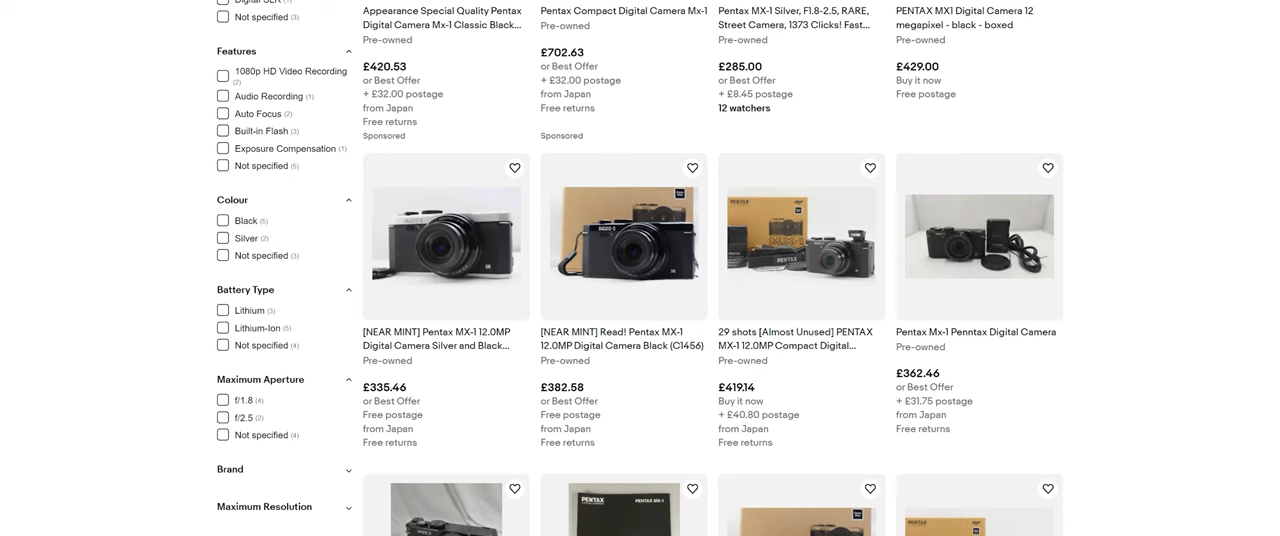 Not specified (3)
Features
1080p HD Video Recording
(2)
Audio Recording (1)
Auto Focus (2)
Built-in Flash (3)
Exposure Compensation (1)
Not specified (5)
Colour
Black (5)
Silver (2)
Not specified (3)
Battery Type
Lithium (3)
Lithium-Ion (5)
Not specified (4)
Maximum Aperture
f/1.8 (4)
f/2.5 (2)
Not specified (4)
Brand
Maximum Resolution
Appearance Special Quality Pentax
Digital Camera Mx-1 Classic Black...
Pre-owned
£420.53
or Best Offer
+ £32.00 postage
from Japan
Free returns
Sponsored
Pentax Compact Digital Camera Mx-1
Pre-owned
£702.63
or Best Offer
+ £32.00 postage
from Japan
Free returns
Sponsored
Pentax MX-1 Silver, F1.8-2.5, RARE,
Street Camera, 1373 Clicks! Fast...
Pre-owned
£285.00
or Best Offer
+ £8.45 postage
12 watchers
PENTAX MX1 Digital Camera 12
megapixel - black - boxed
Pre-owned
£429.00
Buy it now
Free postage
[NEAR MINT] Pentax MX-1 12.0MP
Digital Camera Silver and Black...
Pre-owned
£335.46
or Best Offer
Free postage
from Japan
Free returns
[NEAR MINT] Read! Pentax MX-1
12.0MP Digital Camera Black (C1456)
Pre-owned
£382.58
or Best Offer
Free postage
from Japan
Free returns
PENTAX
MX-1
PENTAX
29 shots [Almost Unused] PENTAX
MX-1 12.0MP Compact Digital...
Pre-owned
£419.14
Buy it now
+ £40.80 postage
from Japan
Free returns
Pentax Mx-1 Penntax Digital Camera
Pre-owned
£362.46
or Best Offer
+ £31.75 postage
from Japan
Free returns
PENTAX
PENTAX MX-1
PENTAX